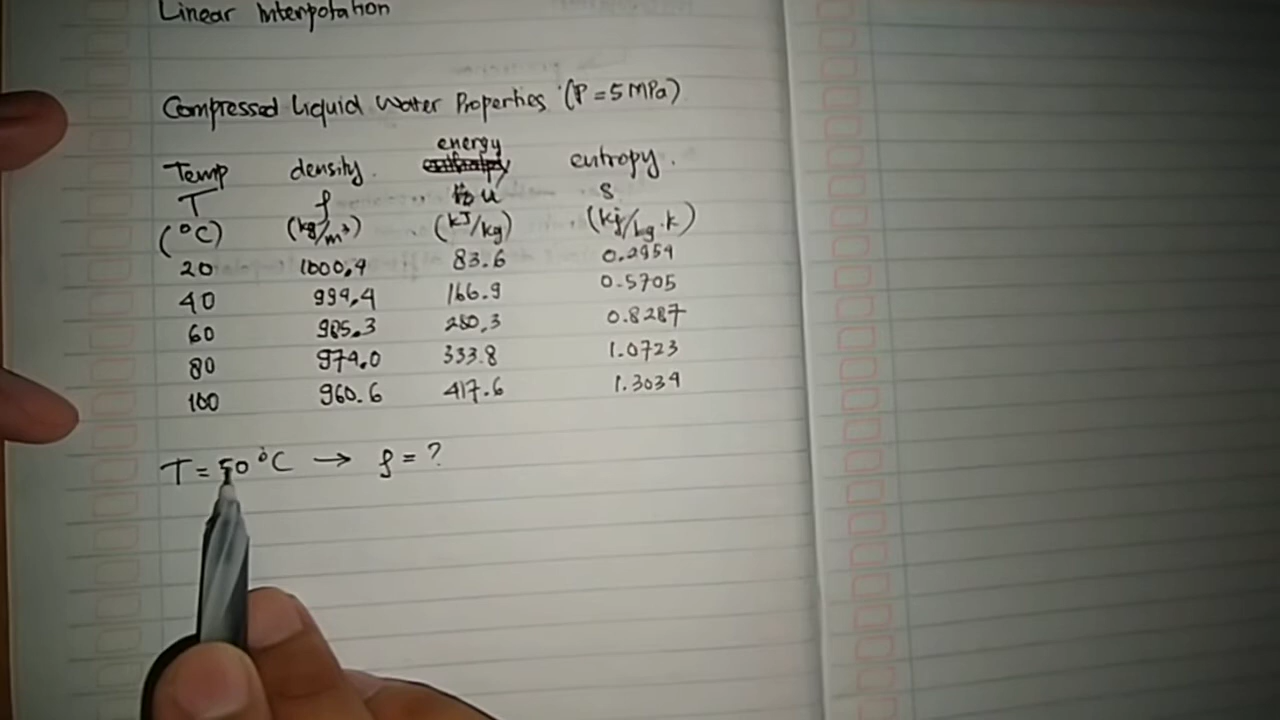 Linear Interpolation
Compressed Liquid Water Properties (P = 5 MPa)
energy
Temp density. entropy.
T ρ u s
(°C) (kg/m³) (kJ/kg) (kj/kg.k)
20 1000,4 83.6 0.2954
40 994,4 166.9 0.5705
60 985,3 250,3 0.8287
80 974.0 333.8 1.0723
100 960.6 417.6 1.3034
T = 50 °C → ρ = ?